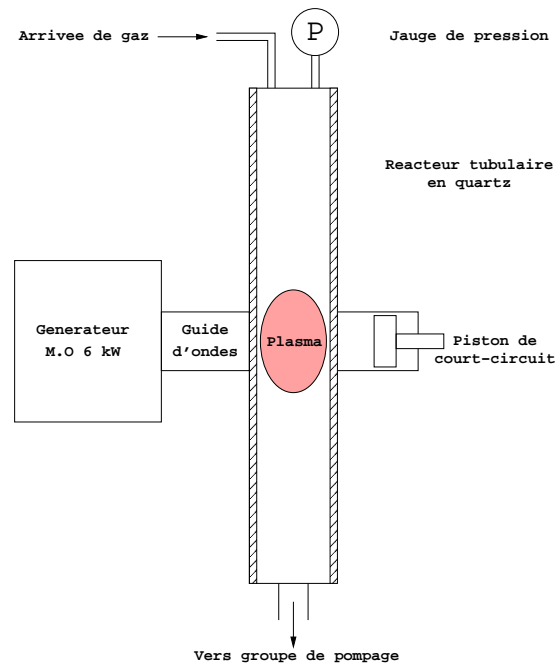 Arrivee de gaz
P
Jauge de pression
Reacteur tubulaire
en quartz
Generateur
M.O 6 kW
Guide
d'ondes
Plasma
Piston de
court-circuit
Vers groupe de pompage